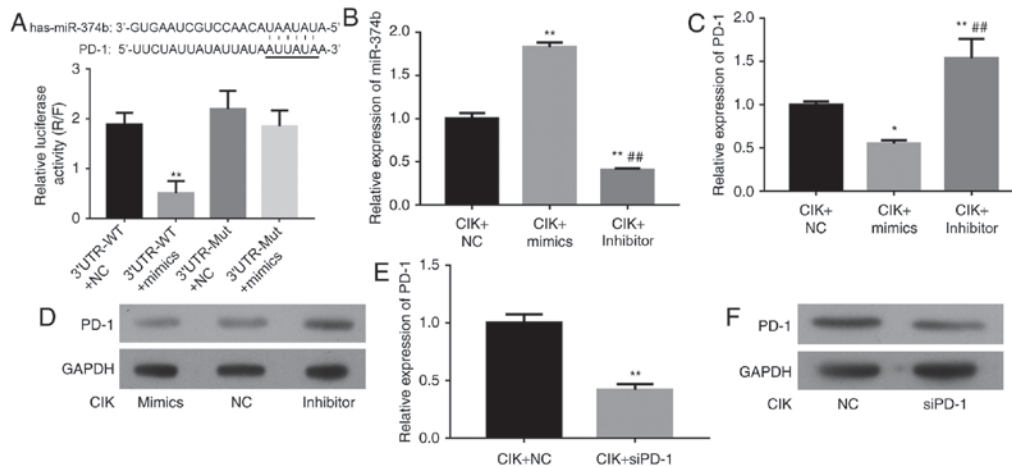 A
has-miR-374b: 3'-GUGAAUCGUCCAACAUAAUAUA-5'
PD-1: 5'-UUCUAUUAUAUUAUAAUUAUAA-3'
Relative luciferase activity (R/F)
3
2
1
0
**
3'UTR-WT +NC
3'UTR-WT +mimics
3'UTR-Mut +NC
3'UTR-Mut +mimics
B
Relative expression of miR-374b
2.0
1.5
1.0
0.5
0.0
**
** ##
CIK+ NC
CIK+ mimics
CIK+ Inhibitor
C
Relative expression of PD-1
2.0
1.5
1.0
0.5
0.0
*
** ##
CIK+ NC
CIK+ mimics
CIK+ Inhibitor
D
PD-1
GAPDH
CIK Mimics NC Inhibitor
E
Relative expression of PD-1
1.5
1.0
0.5
0.0
**
CIK+NC
CIK+siPD-1
F
PD-1
GAPDH
CIK NC siPD-1